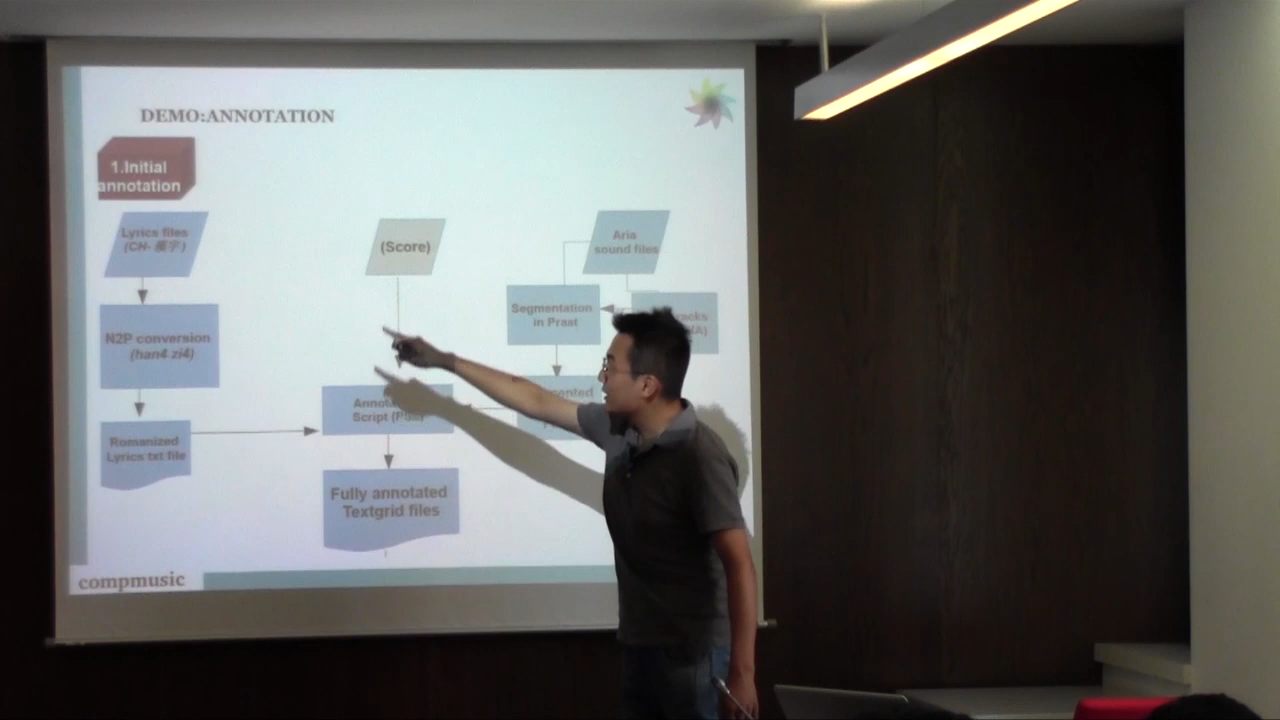 DEMO:ANNOTATION
1.Initial
annotation
Lyrics files
(CH- 漢字)
(Score)
Aria
sound files
N2P conversion
(han4 zi4)
Segmentation
in Praat
Romanized
Lyrics txt file
Script
Fully annotated
Textgrid files
compmusic